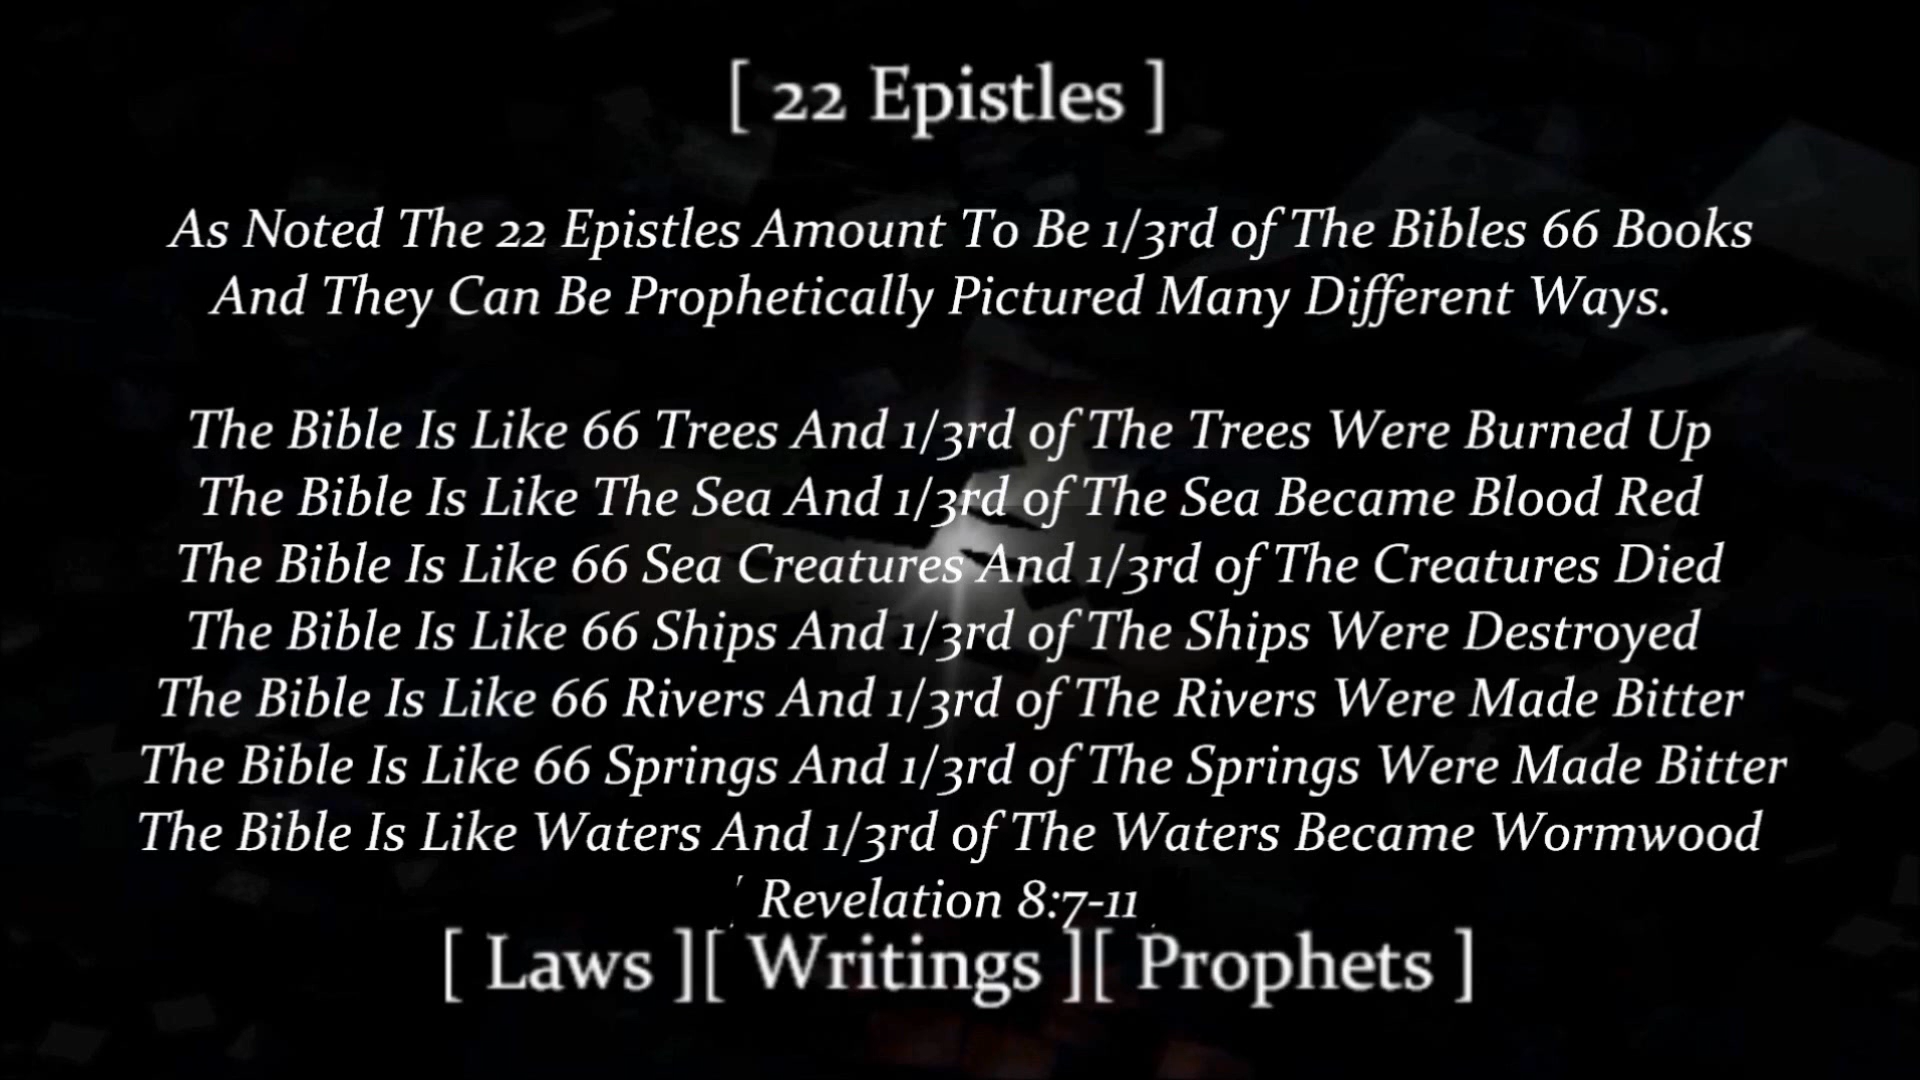 [ 22 Epistles ]
As Noted The 22 Epistles Amount To Be 1/3rd of The Bibles 66 Books
And They Can Be Prophetically Pictured Many Different Ways.
The Bible Is Like 66 Trees And 1/3rd of The Trees Were Burned Up
The Bible Is Like The Sea And 1/3rd of The Sea Became Blood Red
The Bible Is Like 66 Sea Creatures And 1/3rd of The Creatures Died
The Bible Is Like 66 Ships And 1/3rd of The Ships Were Destroyed
The Bible Is Like 66 Rivers And 1/3rd of The Rivers Were Made Bitter
The Bible Is Like 66 Springs And 1/3rd of The Springs Were Made Bitter
The Bible Is Like Waters And 1/3rd of The Waters Became Wormwood
Revelation 8:7-11
[ Laws ][ Writings ][ Prophets ]